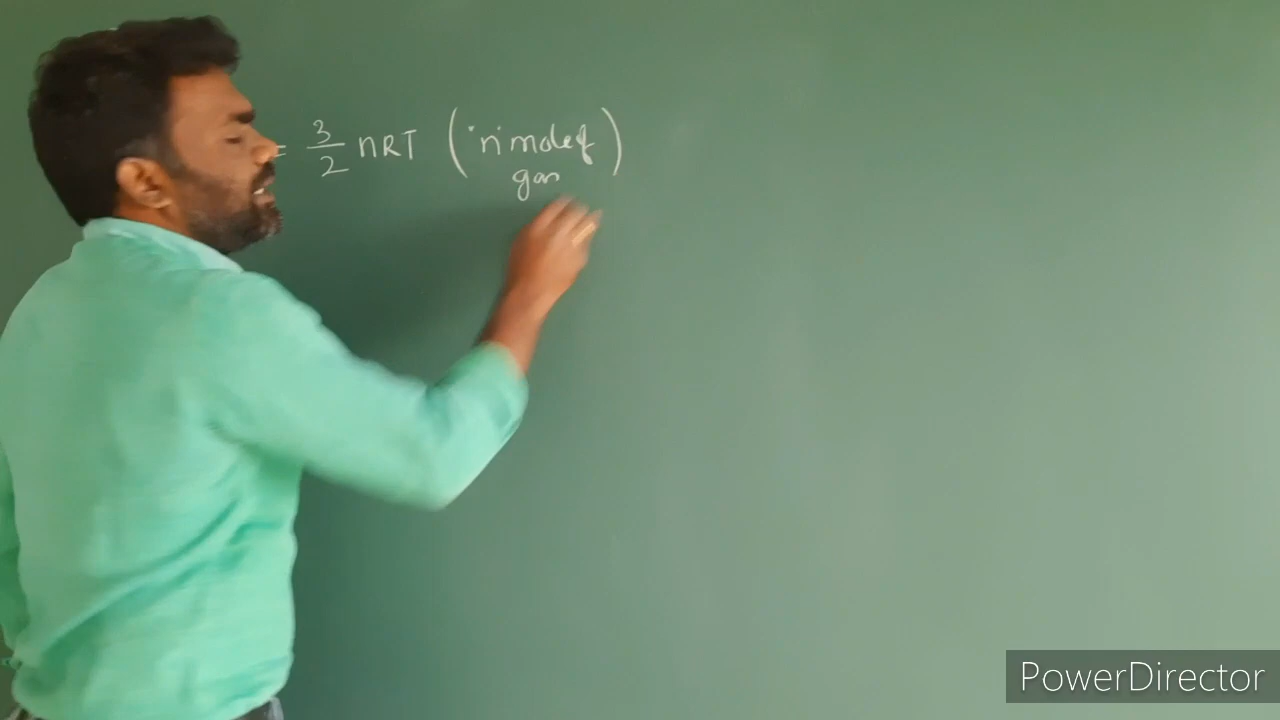 = 3/2 nRT ('n' mole of
gas)
PowerDirector